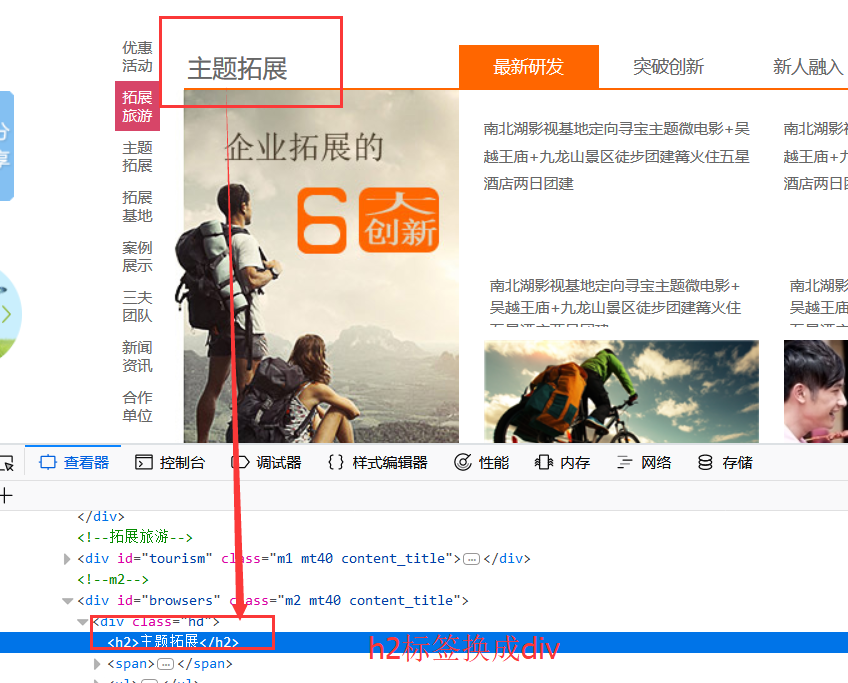 优惠
活动
拓展
旅游
主题
拓展
拓展
基地
案例
展示
三夫
团队
新闻
资讯
合作
单位
享
主题拓展
最新研发
突破创新
新人融入
企业拓展的
6大创新
南北湖影视基地定向寻宝主题微电影+吴
越王庙+九龙山景区徒步团建篝火住五星
酒店两日团建
南北湖影
越王庙+
酒店两日
南北湖影视基地定向寻宝主题微电影+
吴越王庙+九龙山景区徒步团建篝火住
南北湖
吴越王庙
查看器
控制台
调试器
{} 样式编辑器
性能
内存
网络
存储
+
</div>
<!--拓展旅游-->
<div id="tourism" class="m1 mt40 content_title">…</div>
<!--m2-->
<div id="browsers" class="m2 mt40 content_title">
<div class="hd">
<h2>主题拓展</h2>
<span>…</span>
h2标签换成div